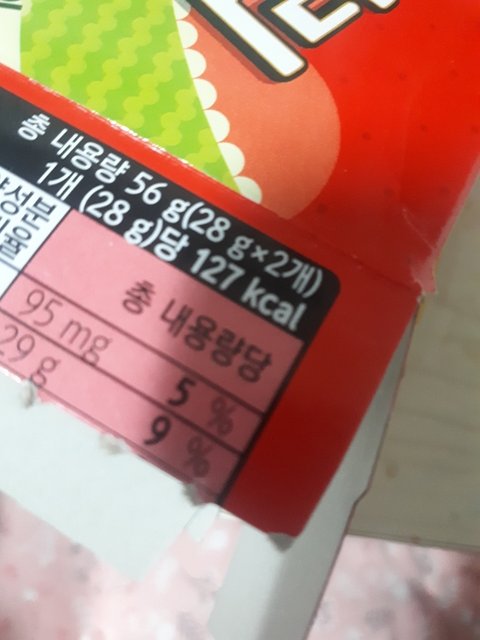 총 내용량 56 g(28 g×2개)
1개 (28 g)당 127 kcal
총 내용량당
95 mg 5 %
29 g 9 %